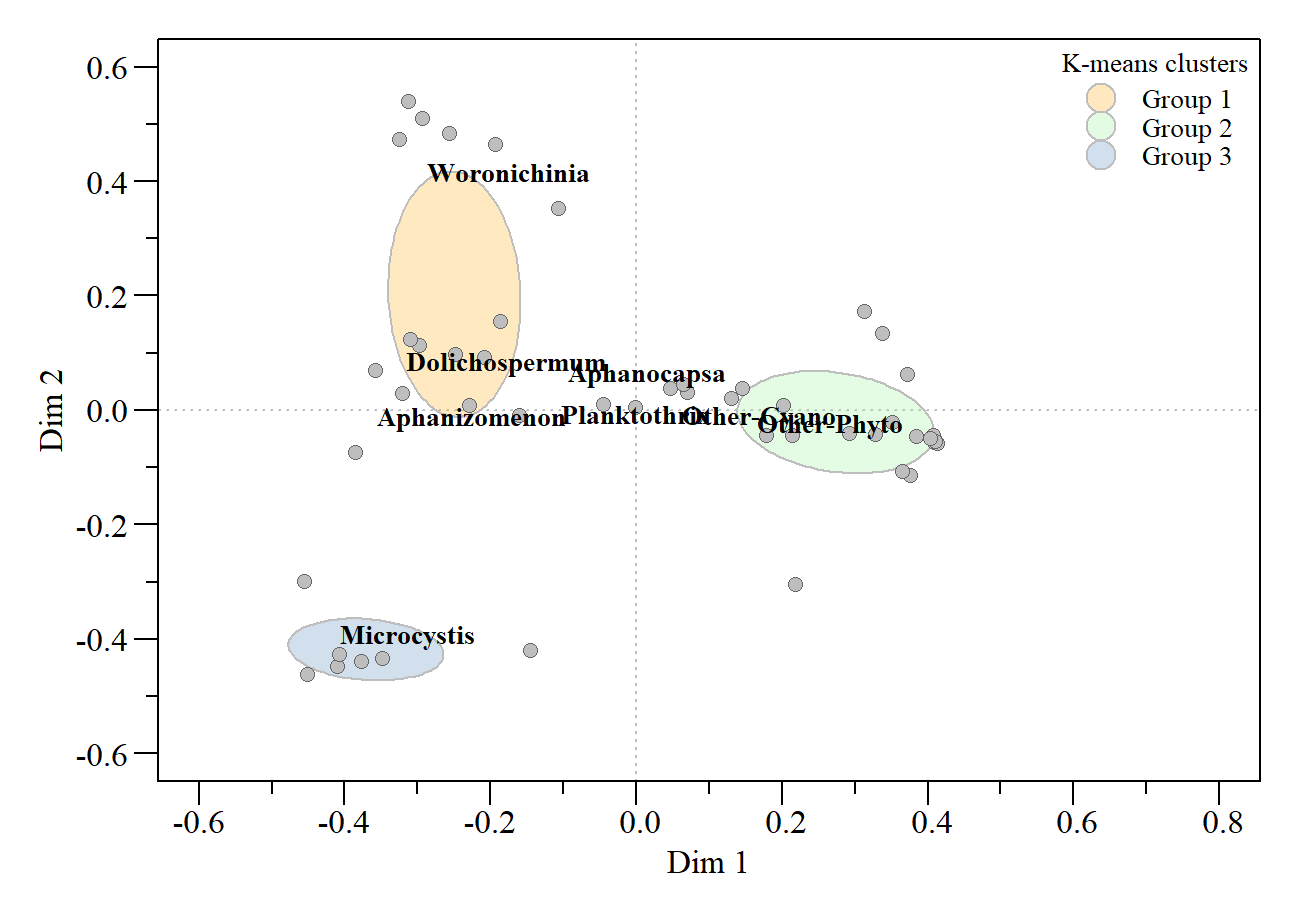 K-means clusters
Group 1
Group 2
Group 3
0.6
0.4
0.2
0.0
-0.2
-0.4
-0.6
Dim 2
Woronichinia
Dolichospermum
Aphanocapsa
Aphanizomenon
Planktothrix
Other-Cyano
Other-Phyto
Microcystis
-0.6
-0.4
-0.2
0.0
0.2
0.4
0.6
0.8
Dim 1